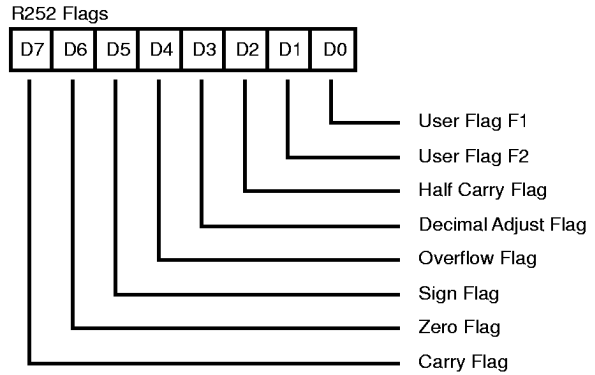 R252 Flags
D7 D6 D5 D4 D3 D2 D1 D0
User Flag F1
User Flag F2
Half Carry Flag
Decimal Adjust Flag
Overflow Flag
Sign Flag
Zero Flag
Carry Flag